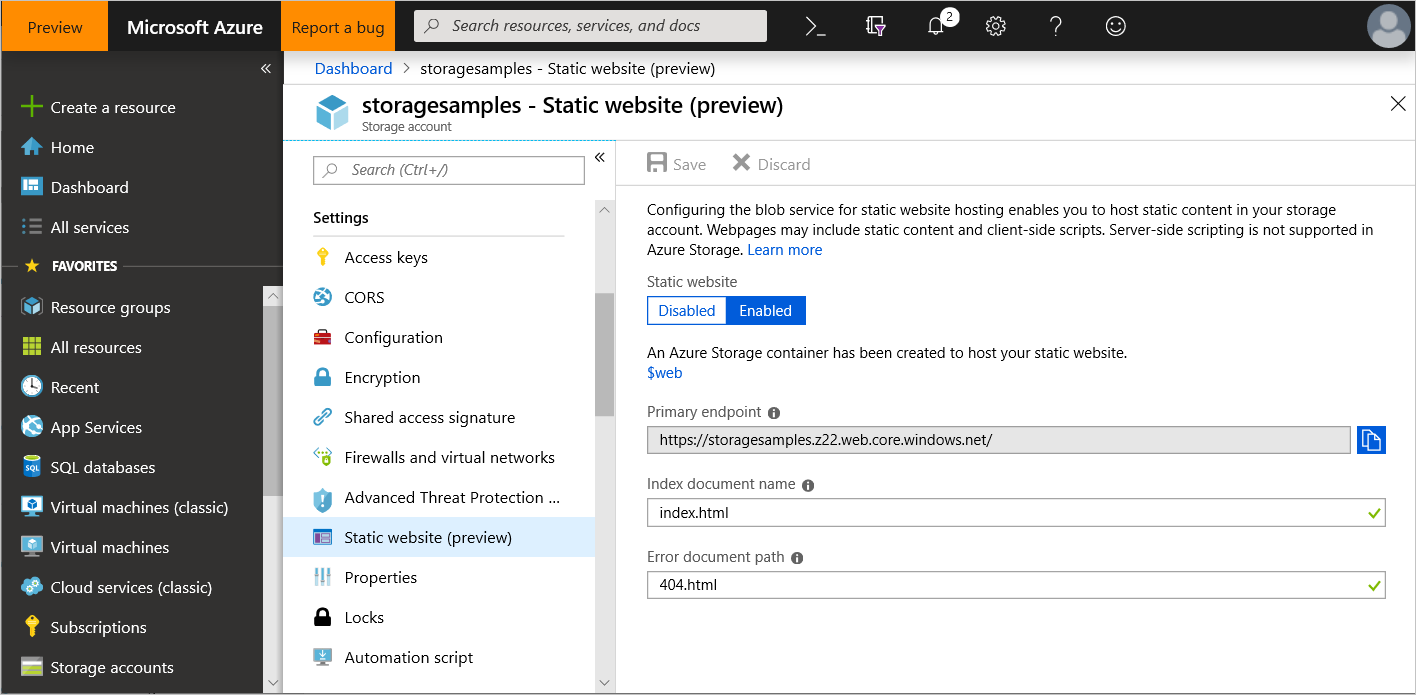 Preview
Microsoft Azure
Report a bug
Search resources, services, and docs
2
Create a resource
Home
Dashboard
All services
FAVORITES
Resource groups
All resources
Recent
App Services
SQL databases
Virtual machines (classic)
Virtual machines
Cloud services (classic)
Subscriptions
Storage accounts
Dashboard > storagesamples - Static website (preview)
storagesamples - Static website (preview)
Storage account
Search (Ctrl+/)
Settings
Access keys
CORS
Configuration
Encryption
Shared access signature
Firewalls and virtual networks
Advanced Threat Protection ...
Static website (preview)
Properties
Locks
Automation script
Save
Discard
Configuring the blob service for static website hosting enables you to host static content in your storage
account. Webpages may include static content and client-side scripts. Server-side scripting is not supported in
Azure Storage. Learn more
Static website
Disabled
Enabled
An Azure Storage container has been created to host your static website.
$web
Primary endpoint
https://storagesamples.z22.web.core.windows.net/
Index document name
index.html
Error document path
404.html